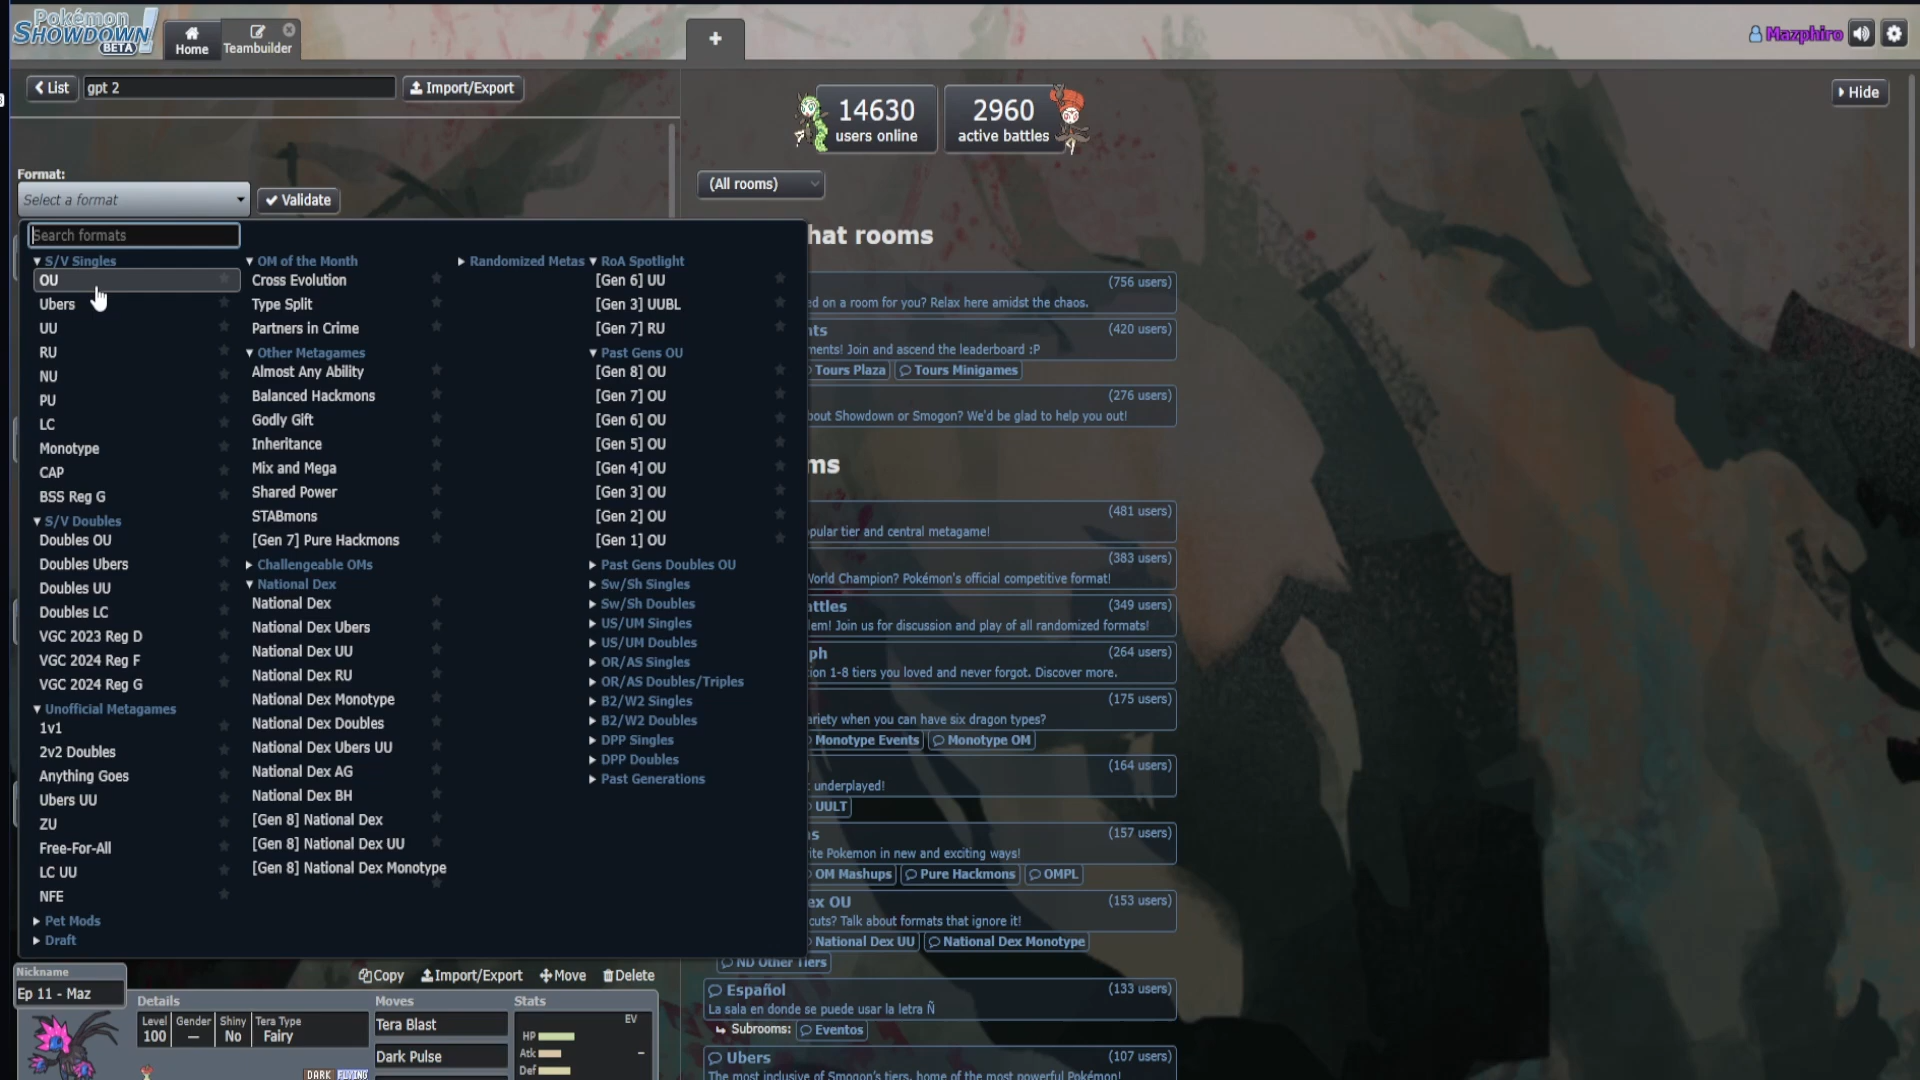 Pokémon
SHOWDOWN!
BETA
Home
Teambuilder
+
Mazphiro
List
gpt 2
Import/Export
14630
users online
2960
active battles
Hide
Format:
Select a format
Validate
(All rooms)
Search formats
S/V Singles
OU
Ubers
UU
RU
NU
PU
LC
Monotype
CAP
BSS Reg G
S/V Doubles
Doubles OU
Doubles Ubers
Doubles UU
Doubles LC
VGC 2023 Reg D
VGC 2024 Reg F
VGC 2024 Reg G
Unofficial Metagames
1v1
2v2 Doubles
Anything Goes
Ubers UU
ZU
Free-For-All
LC UU
NFE
Pet Mods
Draft
OM of the Month
Cross Evolution
Type Split
Partners in Crime
Other Metagames
Almost Any Ability
Balanced Hackmons
Godly Gift
Inheritance
Mix and Mega
Shared Power
STABmons
[Gen 7] Pure Hackmons
Challengeable OMs
National Dex
National Dex
National Dex Ubers
National Dex UU
National Dex RU
National Dex Monotype
National Dex Doubles
National Dex Ubers UU
National Dex AG
National Dex BH
[Gen 8] National Dex
[Gen 8] National Dex UU
[Gen 8] National Dex Monotype
Randomized Metas
RoA Spotlight
[Gen 6] UU
[Gen 3] UUBL
[Gen 7] RU
Past Gens OU
[Gen 8] OU
[Gen 7] OU
[Gen 6] OU
[Gen 5] OU
[Gen 4] OU
[Gen 3] OU
[Gen 2] OU
[Gen 1] OU
Past Gens Doubles OU
Sw/Sh Singles
Sw/Sh Doubles
US/UM Singles
US/UM Doubles
OR/AS Singles
OR/AS Doubles/Triples
B2/W2 Singles
B2/W2 Doubles
DPP Singles
DPP Doubles
Past Generations
hat rooms
(756 users)
ed on a room for you? Relax here amidst the chaos.
nts (420 users)
ments! Join and ascend the leaderboard :P
Tours Plaza Tours Minigames
(276 users)
bout Showdown or Smogon? We'd be glad to help you out!
ms
(481 users)
opular tier and central metagame!
(383 users)
World Champion? Pokémon's official competitive format!
attles (349 users)
lem! Join us for discussion and play of all randomized formats!
ph (264 users)
ion 1-8 tiers you loved and never forgot. Discover more.
(175 users)
ariety when you can have six dragon types?
Monotype Events Monotype OM
(164 users)
t underplayed!
UULT
s (157 users)
ite Pokemon in new and exciting ways!
OM Mashups Pure Hackmons OMPL
ex OU (153 users)
cuts? Talk about formats that ignore it!
National Dex UU National Dex Monotype
ND Other Tiers
Español (133 users)
La sala en donde se puede usar la letra Ñ
Subrooms: Eventos
Ubers (107 users)
The most inclusive of Smogon's tiers, home of the most powerful Pokémon!
Nickname
Ep 11 - Maz
Copy Import/Export Move Delete
Details
Level Gender Shiny Tera Type
100 — No Fairy
DARK FLYING
Moves
Tera Blast
Dark Pulse
Stats
EV
HP
Atk –
Def